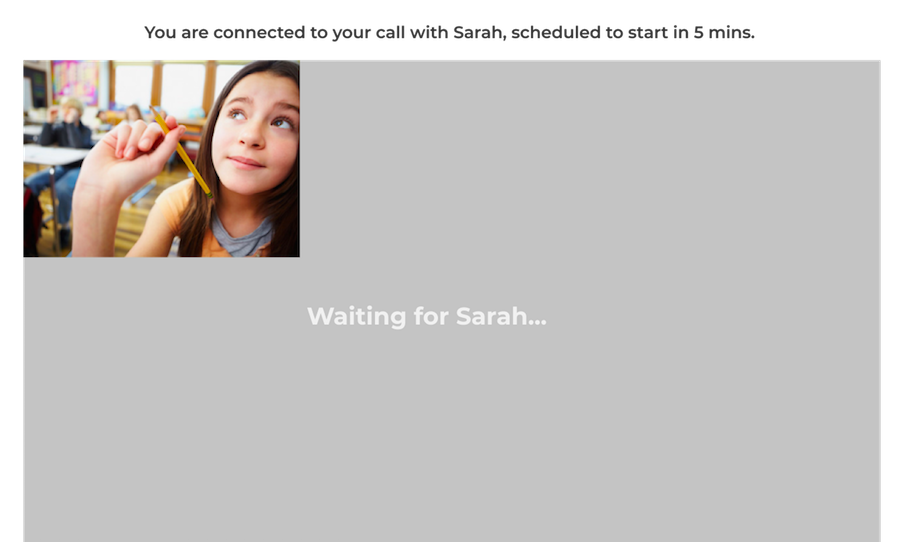 You are connected to your call with Sarah, scheduled to start in 5 mins.
Waiting for Sarah...